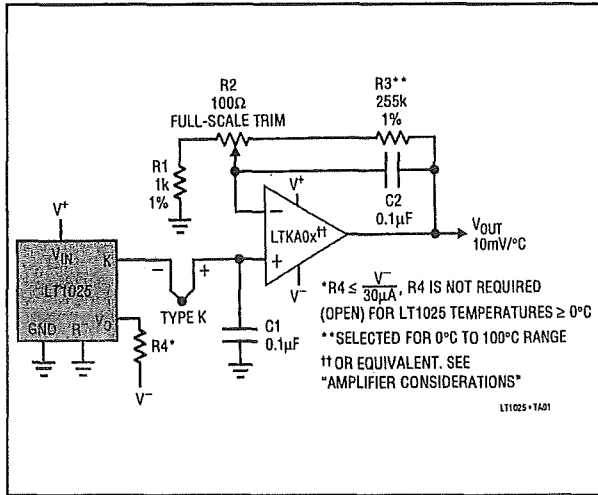 R2
100Ω
FULL-SCALE TRIM
R3**
255k
1%
R1
1k
1%
C2
0.1µF
V+
V+
LTKA0x††
VOUT
10mV/°C
VIN
K
LT1025
VO
GND
R−
−
+
−
+
TYPE K
V−
R4*
V−
C1
0.1µF
*R4 ≤ V−/30µA, R4 IS NOT REQUIRED
(OPEN) FOR LT1025 TEMPERATURES ≥ 0°C
**SELECTED FOR 0°C TO 100°C RANGE
†† OR EQUIVALENT. SEE
"AMPLIFIER CONSIDERATIONS"
LT1025 • TA01